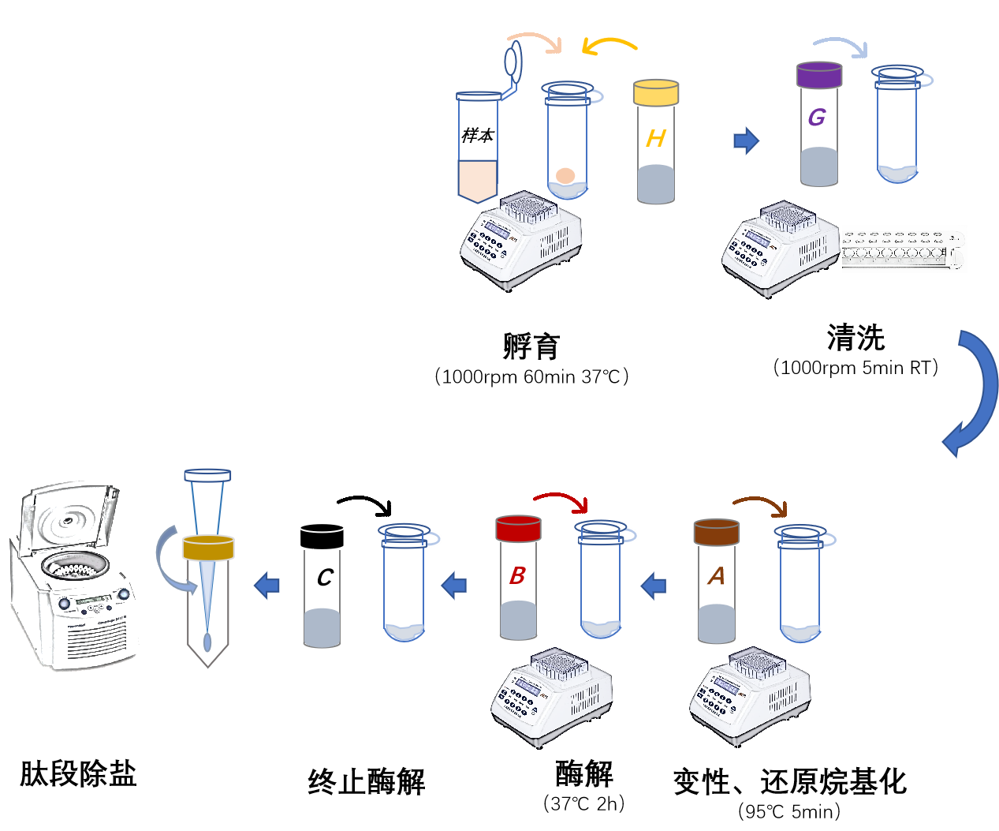 样本
H
G
孵育
（1000rpm 60min 37℃）
清洗
（1000rpm 5min RT）
C
B
A
肽段除盐
终止酶解
酶解
（37℃ 2h）
变性、还原烷基化
（95℃ 5min）